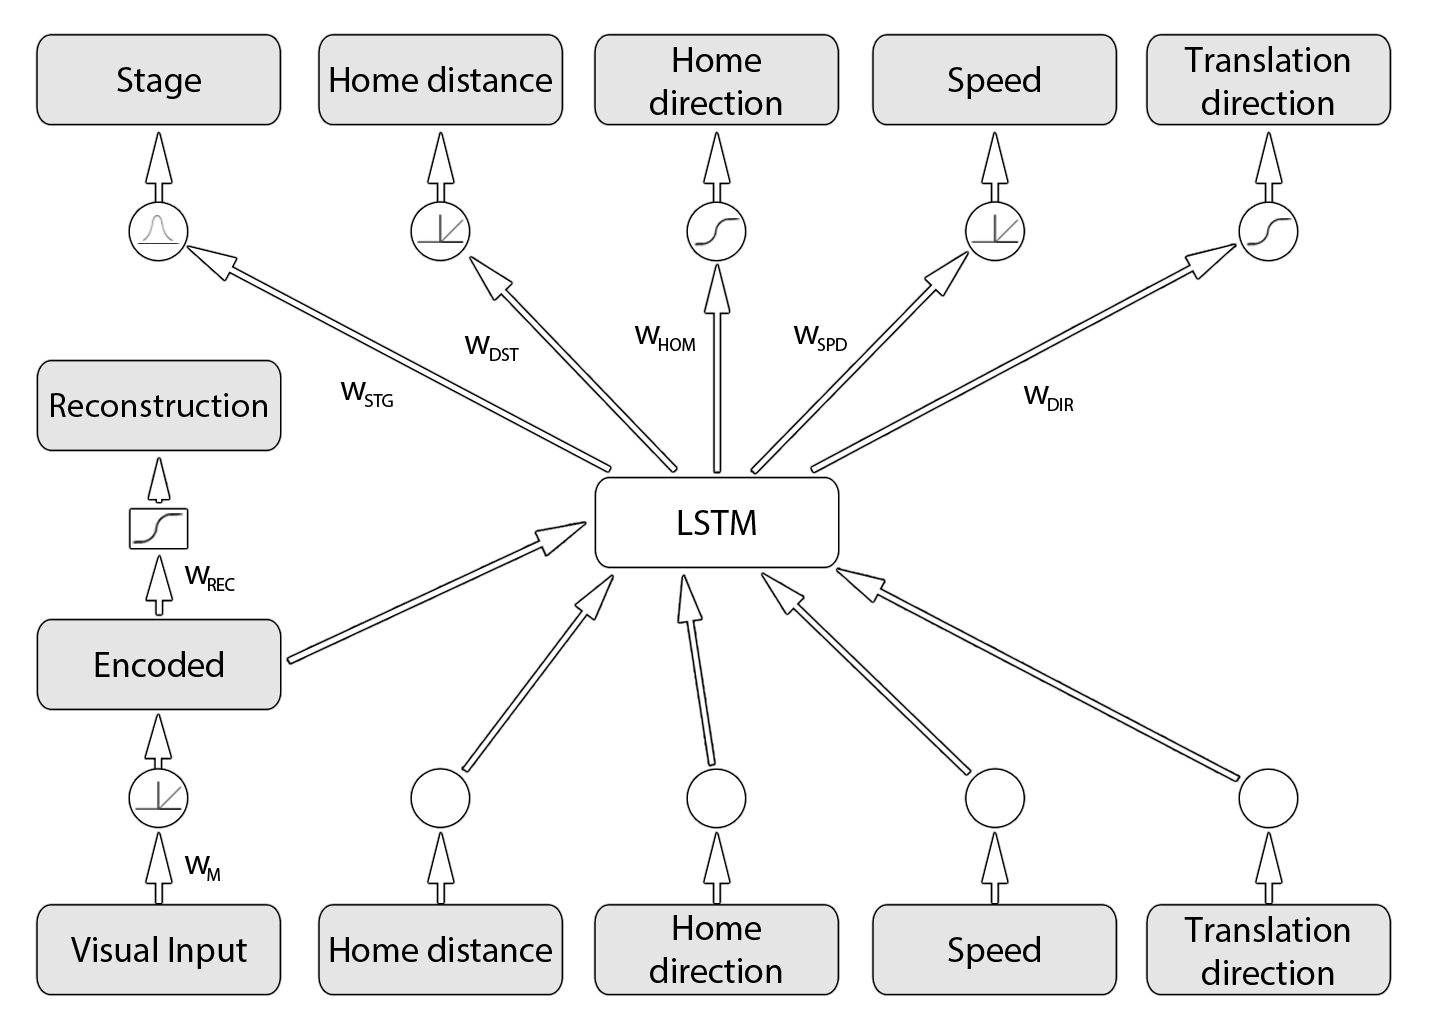 Stage
Home distance
Home
direction
Speed
Translation
direction
W_DST
W_HOM
W_SPD
W_STG
W_DIR
Reconstruction
LSTM
W_REC
Encoded
W_M
Visual Input
Home distance
Home
direction
Speed
Translation
direction